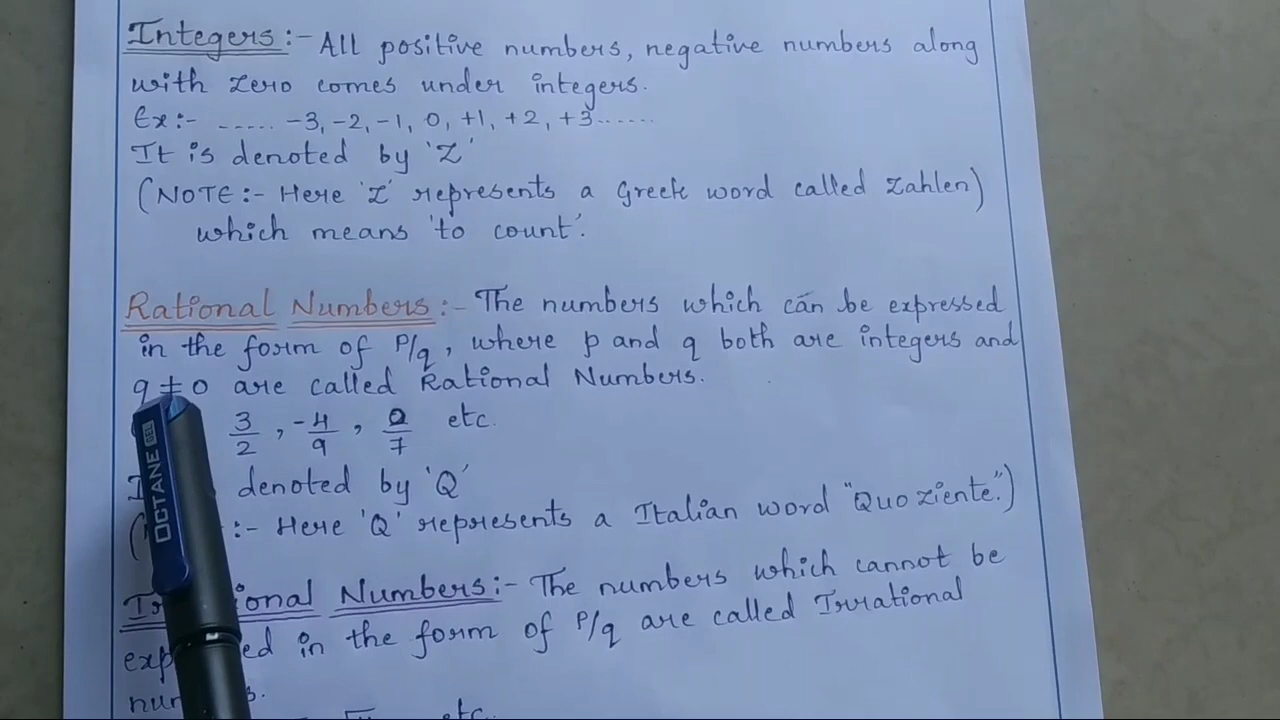 Integers:- All positive numbers, negative numbers along
with zero comes under integers.
Ex:- ..... -3, -2, -1, 0, +1, +2, +3......
It is denoted by 'Z'
(NOTE:- Here 'Z' represents a Greek word called Zahlen)
which means 'to count'.
Rational Numbers:- The numbers which can be expressed
in the form of P/q, where p and q both are integers and
q ≠ 0 are called Rational Numbers.
3/2, -4/9, 0/7 etc.
denoted by 'Q'
:- Here 'Q' represents a Italian word "Quoziente.")
Numbers:- The numbers which cannot be
in the form of P/q are called Irrational
etc.
OCTANE GEL